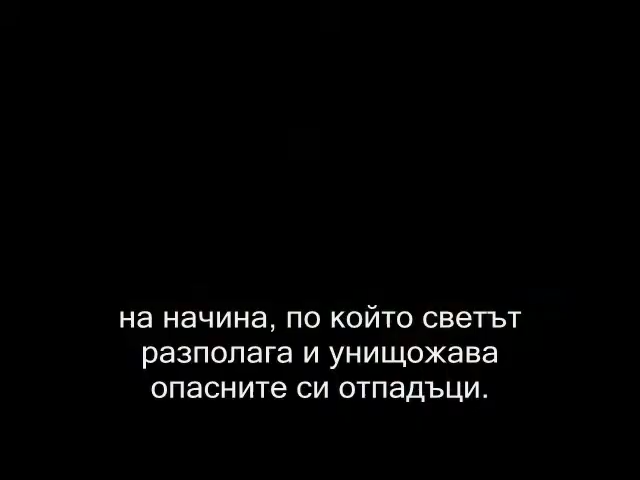 на начина, по който светът
разполага и унищожава
опасните си отпадъци.